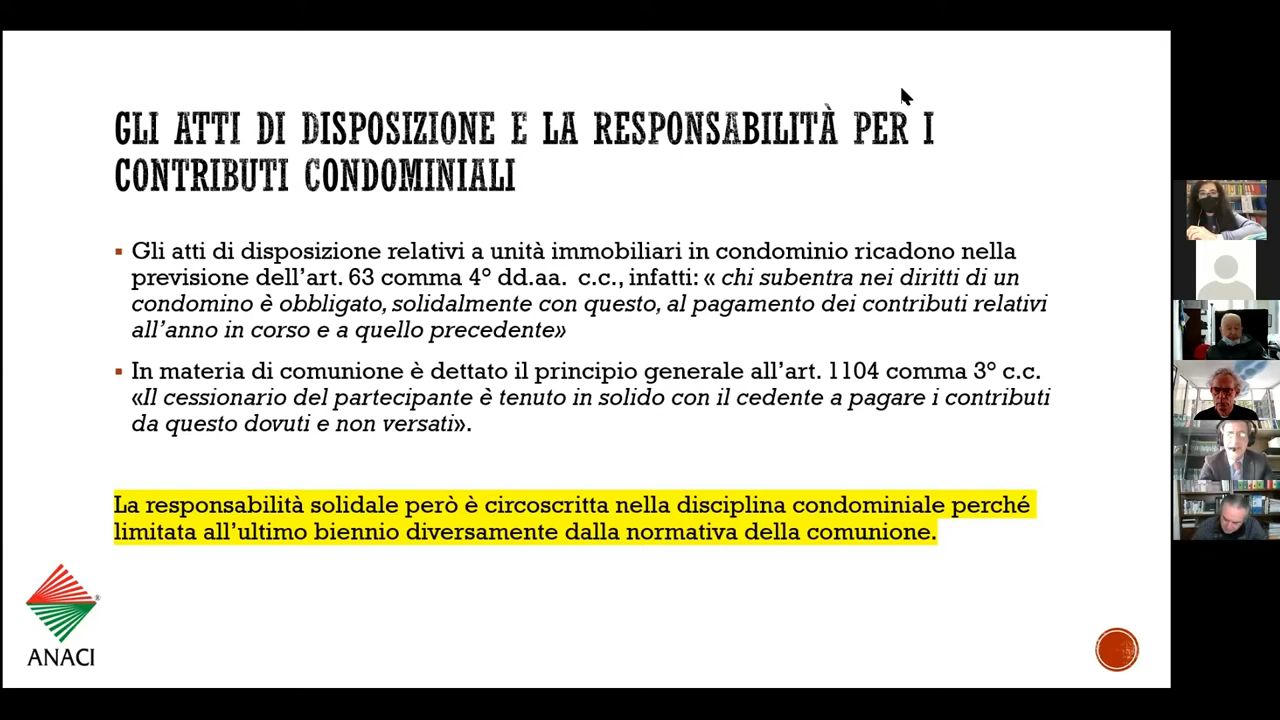 GLI ATTI DI DISPOSIZIONE E LA RESPONSABILITÀ PER I
CONTRIBUTI CONDOMINIALI
▪ Gli atti di disposizione relativi a unità immobiliari in condominio ricadono nella
previsione dell'art. 63 comma 4° dd.aa. c.c., infatti: « chi subentra nei diritti di un
condomino è obbligato, solidalmente con questo, al pagamento dei contributi relativi
all'anno in corso e a quello precedente»
▪ In materia di comunione è dettato il principio generale all'art. 1104 comma 3° c.c.
«Il cessionario del partecipante è tenuto in solido con il cedente a pagare i contributi
da questo dovuti e non versati».
La responsabilità solidale però è circoscritta nella disciplina condominiale perché
limitata all'ultimo biennio diversamente dalla normativa della comunione.
®
ANACI